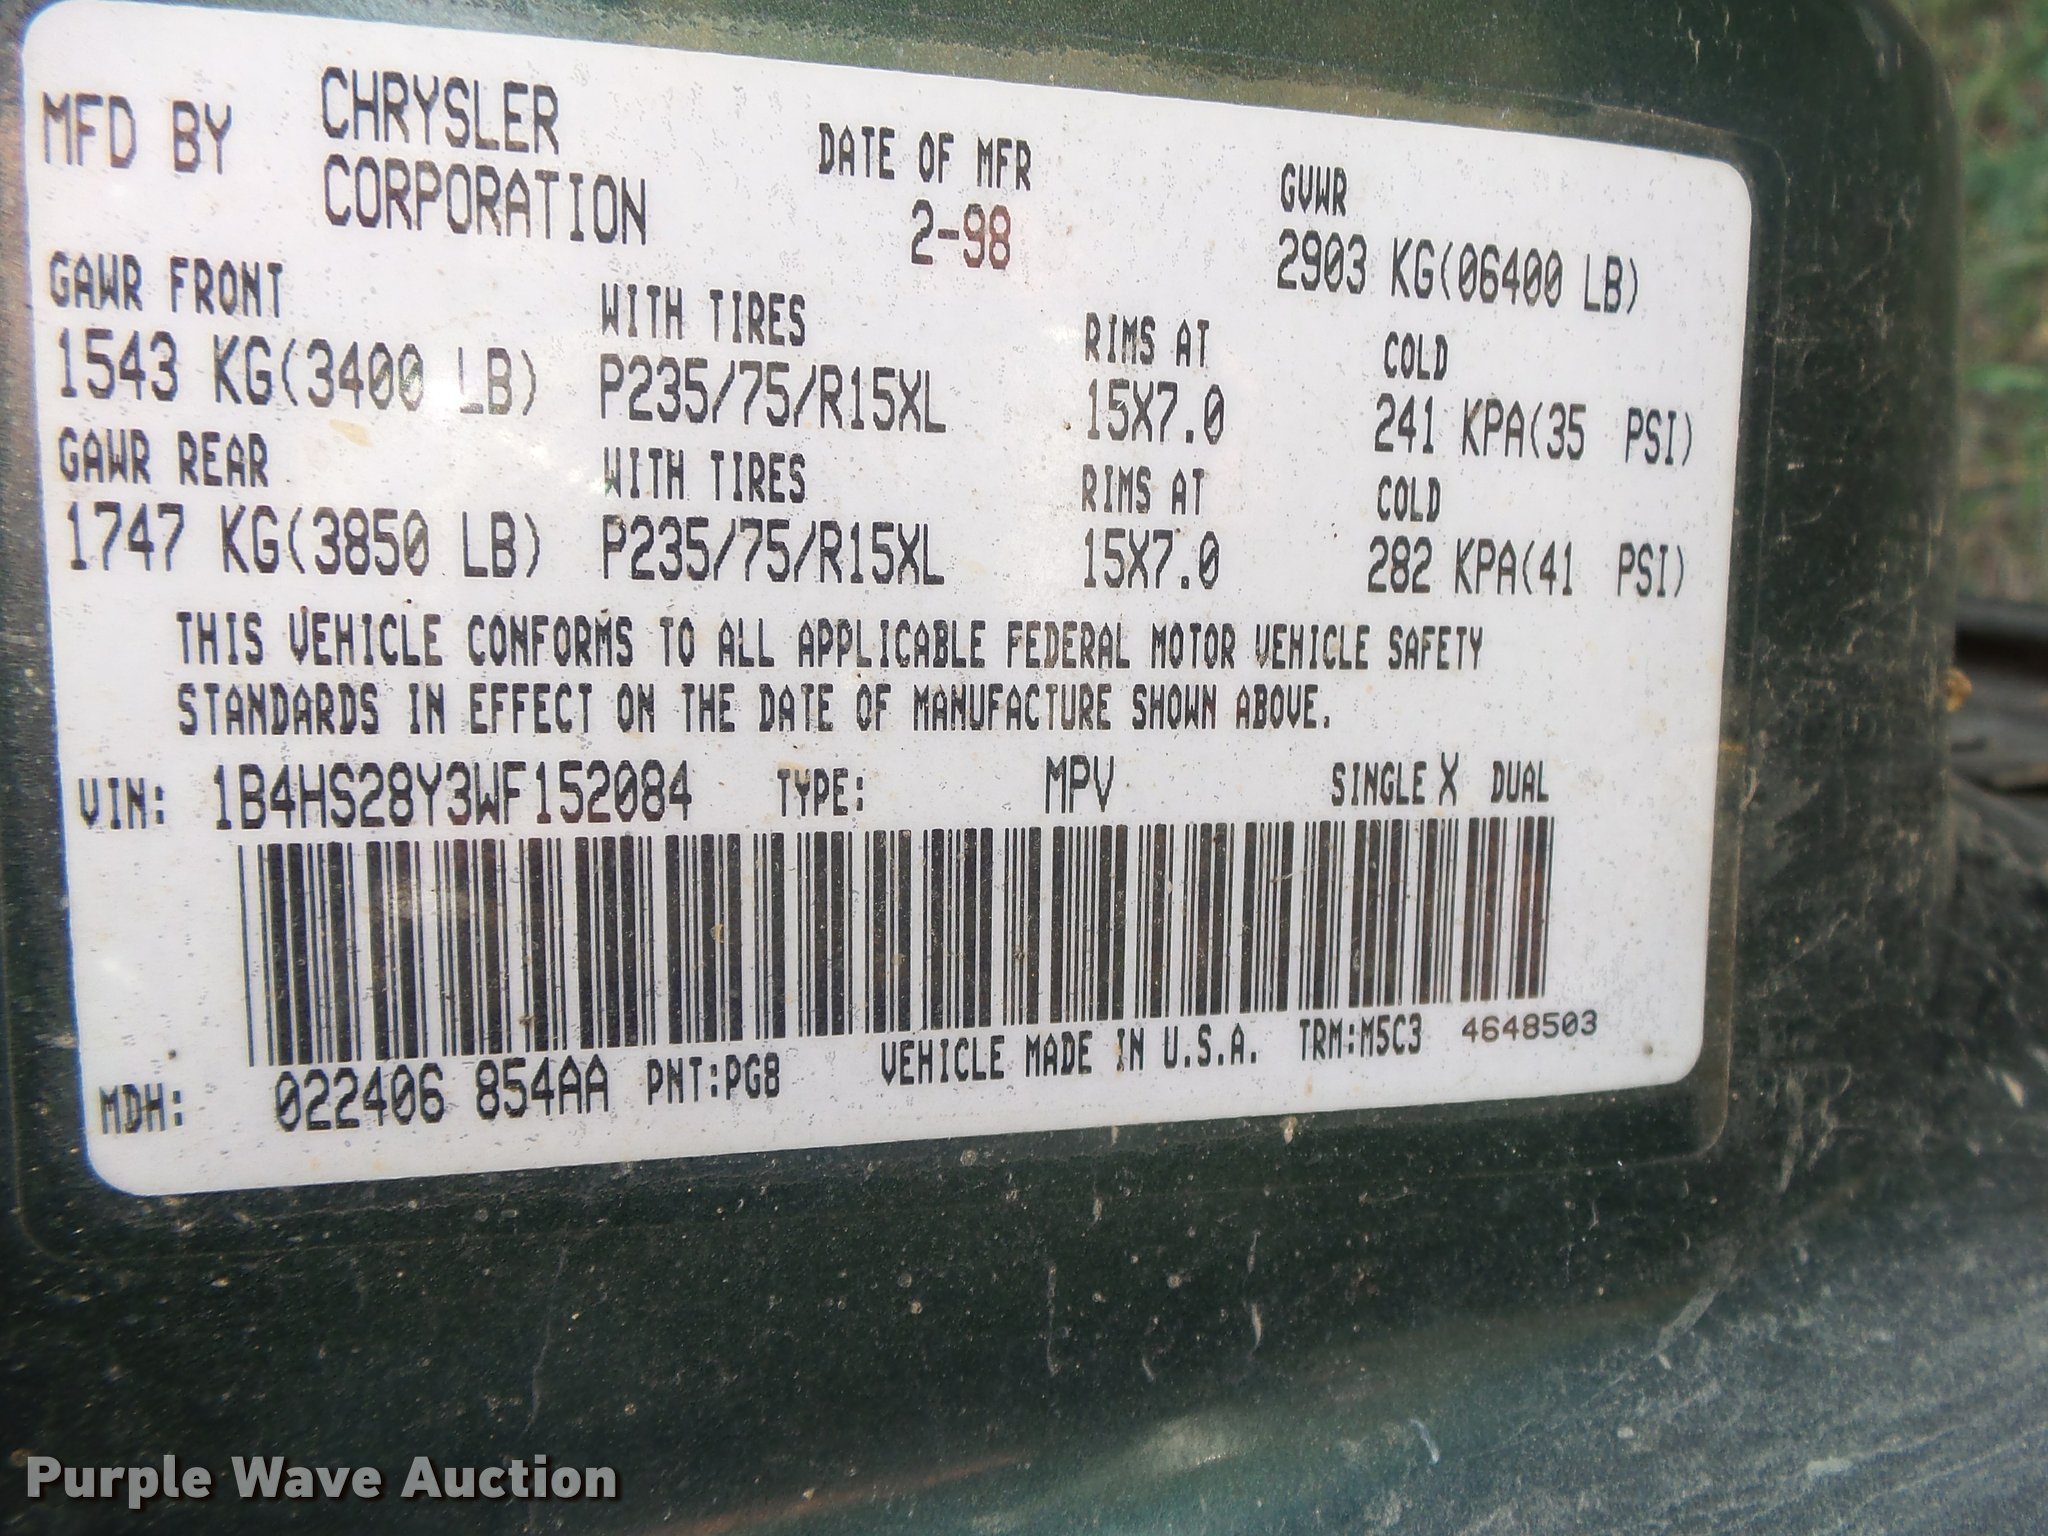 MFD BY CHRYSLER CORPORATION DATE OF MFR 2-98 GVWR 2903 KG(06400 LB)
GAWR FRONT WITH TIRES RIMS AT COLD
1543 KG(3400 LB) P235/75/R15XL 15X7.0 241 KPA(35 PSI)
GAWR REAR WITH TIRES RIMS AT COLD
1747 KG(3850 LB) P235/75/R15XL 15X7.0 282 KPA(41 PSI)
THIS VEHICLE CONFORMS TO ALL APPLICABLE FEDERAL MOTOR VEHICLE SAFETY
STANDARDS IN EFFECT ON THE DATE OF MANUFACTURE SHOWN ABOVE.
VIN: 1B4HS28Y3WF152084 TYPE: MPV SINGLE X DUAL
MDH: 022406 854AA PNT:PG8 VEHICLE MADE IN U.S.A. TRM:M5C3 4648503
Purple Wave Auction